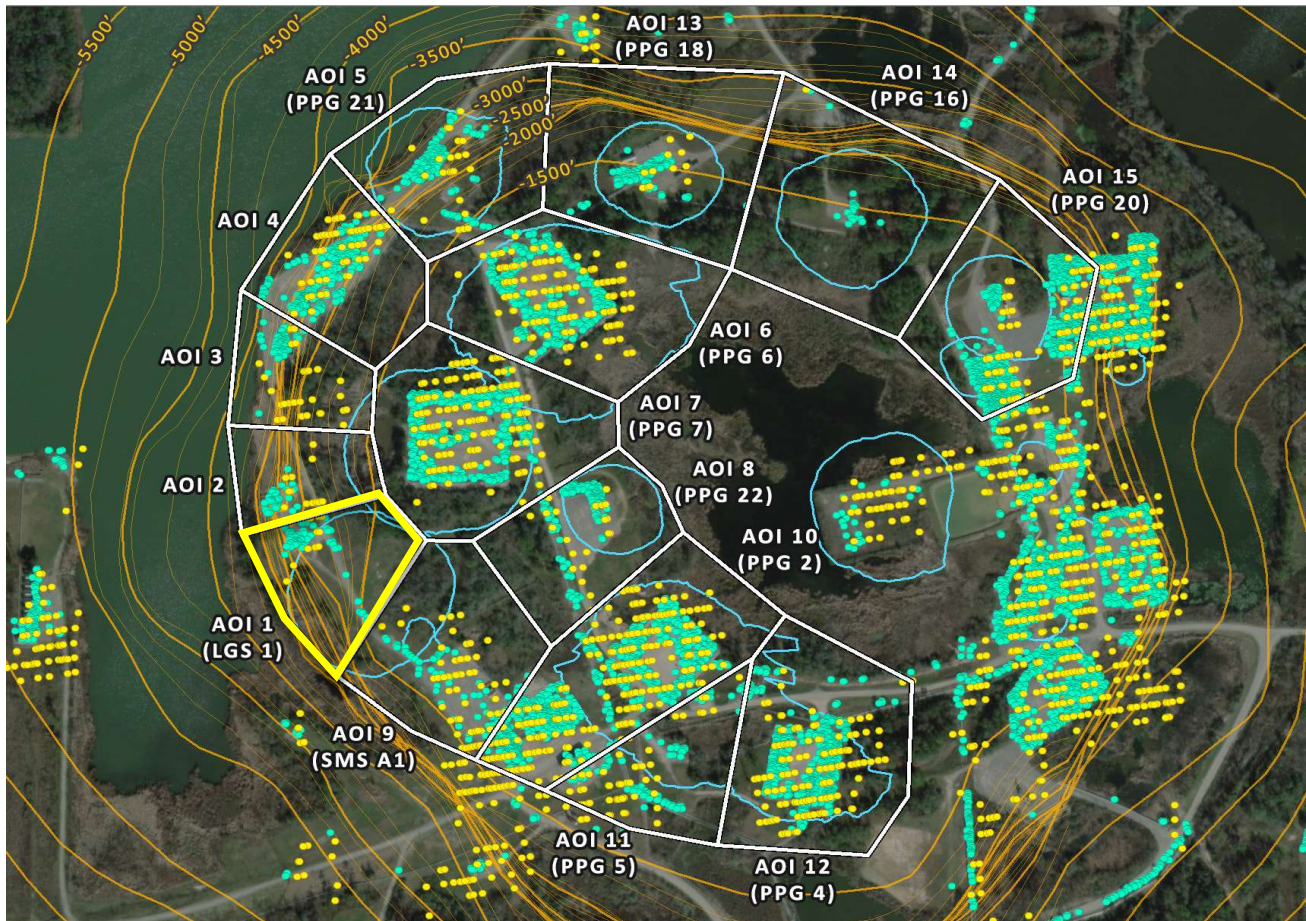 -5500'
-5000'
-4500'
-4000'
-3500'
-3000'
-2500'
-2000'
-1500'
AOI 13
(PPG 18)
AOI 14
(PPG 16)
AOI 5
(PPG 21)
AOI 15
(PPG 20)
AOI 4
AOI 3
AOI 6
(PPG 6)
AOI 7
(PPG 7)
AOI 2
AOI 8
(PPG 22)
AOI 10
(PPG 2)
AOI 1
(LGS 1)
AOI 9
(SMS A1)
AOI 11
(PPG 5)
AOI 12
(PPG 4)